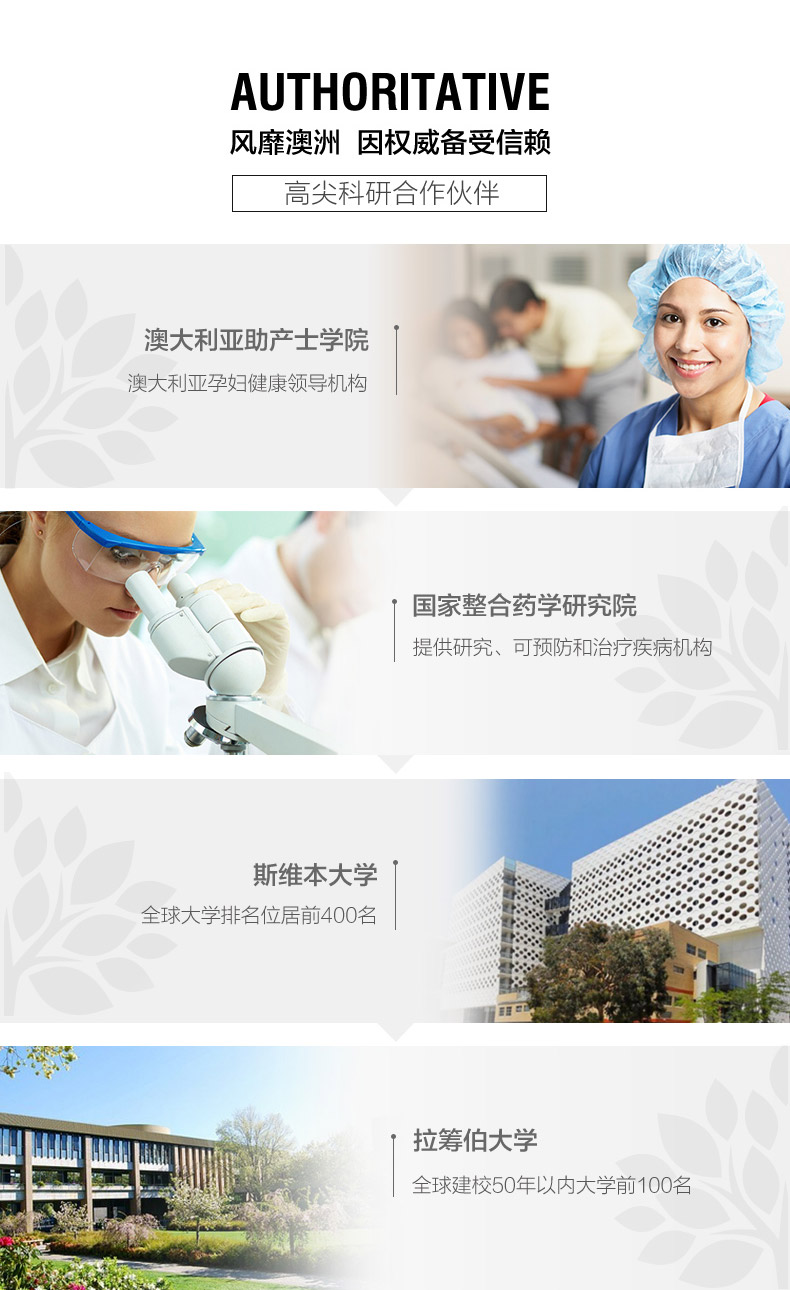 AUTHORITATIVE
风靡澳洲 因权威备受信赖
高尖科研合作伙伴
澳大利亚助产士学院
澳大利亚孕妇健康领导机构
国家整合药学研究院
提供研究、可预防和治疗疾病机构
斯维本大学
全球大学排名位居前400名
拉筹伯大学
全球建校50年以内大学前100名